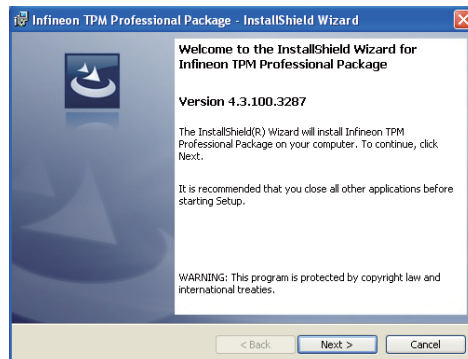 Infineon TPM Professional Package - InstallShield Wizard
Welcome to the InstallShield Wizard for
Infineon TPM Professional Package
Version 4.3.100.3287
The InstallShield(R) Wizard will install Infineon TPM
Professional Package on your computer. To continue, click
Next.
It is recommended that you close all other applications before
starting Setup.
WARNING: This program is protected by copyright law and
international treaties.
< Back
Next >
Cancel